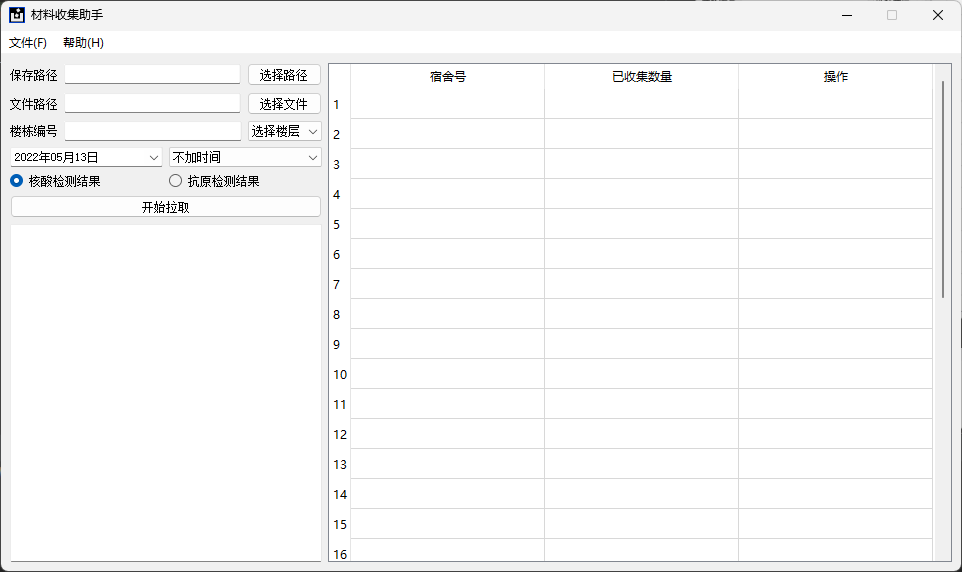 材料收集助手
文件(F) 帮助(H)
保存路径 选择路径
文件路径 选择文件
楼栋编号 选择楼层
2022年05月13日 不加时间
核酸检测结果 抗原检测结果
开始拉取
宿舍号 已收集数量 操作
1
2
3
4
5
6
7
8
9
10
11
12
13
14
15
16